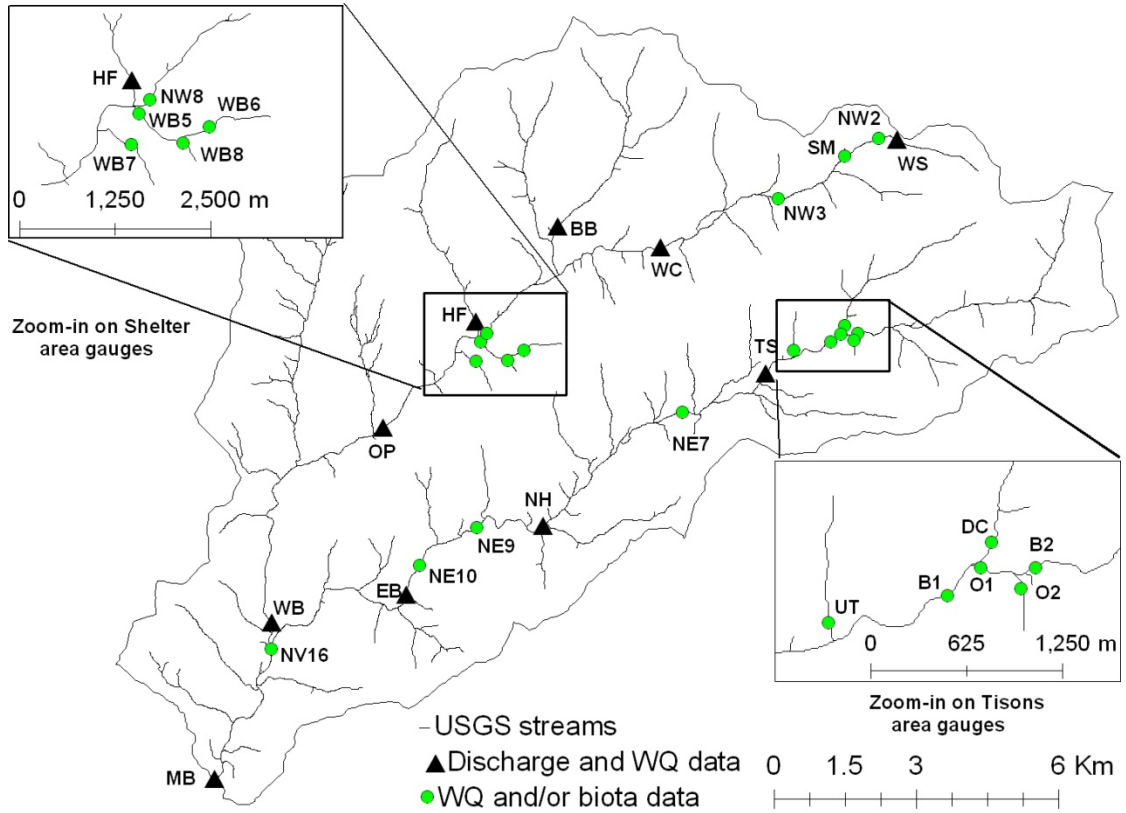 HF
NW8
WB5
WB6
WB7
WB8
0 1,250 2,500 m
Zoom-in on Shelter
area gauges
NW2
SM
WS
NW3
BB
WC
HF
TS
NE7
OP
NH
NE9
NE10
EB
WB
NV16
MB
DC
B2
O1
B1
O2
UT
0 625 1,250 m
Zoom-in on Tisons
area gauges
USGS streams
Discharge and WQ data
WQ and/or biota data
0 1.5 3 6 Km